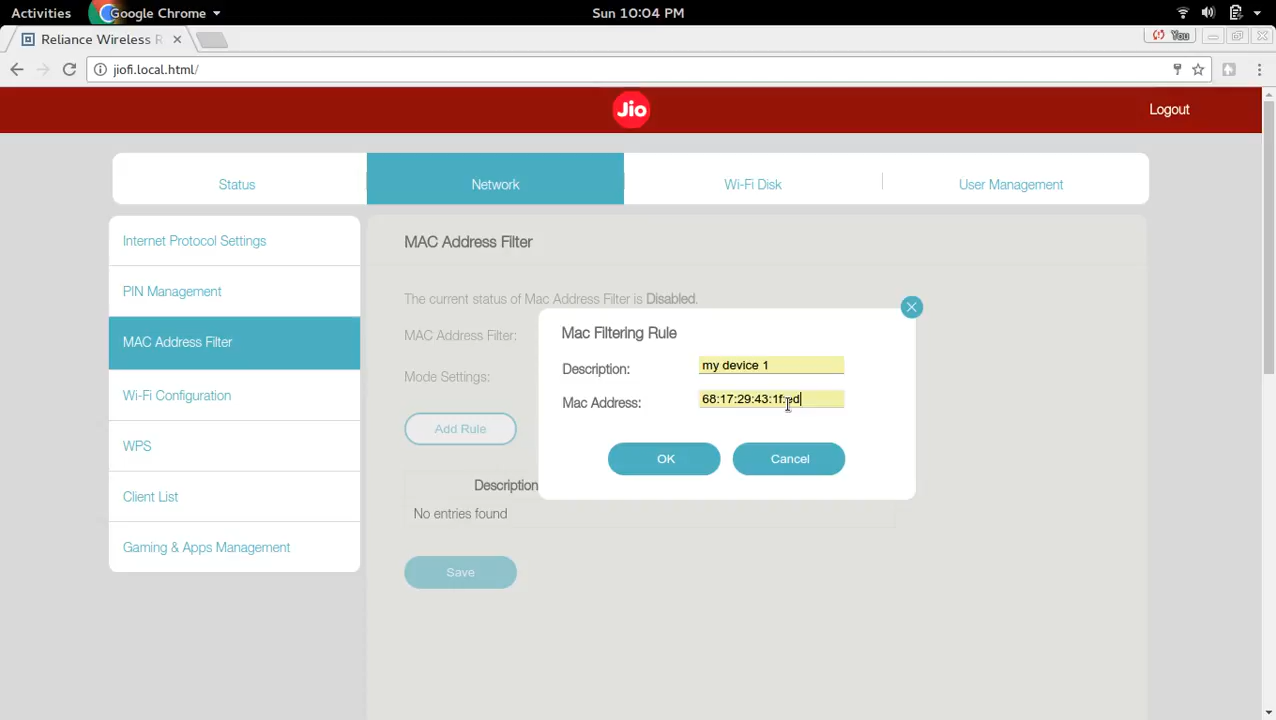 Activities
Google Chrome
Sun 10:04 PM
Reliance Wireless R
You
jiofi.local.html/
Jio
Logout
Status
Network
Wi-Fi Disk
User Management
Internet Protocol Settings
PIN Management
MAC Address Filter
Wi-Fi Configuration
WPS
Client List
Gaming & Apps Management
MAC Address Filter
The current status of Mac Address Filter is Disabled.
MAC Address Filter:
Mode Settings:
Add Rule
Description
No entries found
Save
Mac Filtering Rule
Description:
my device 1
Mac Address:
OK
Cancel